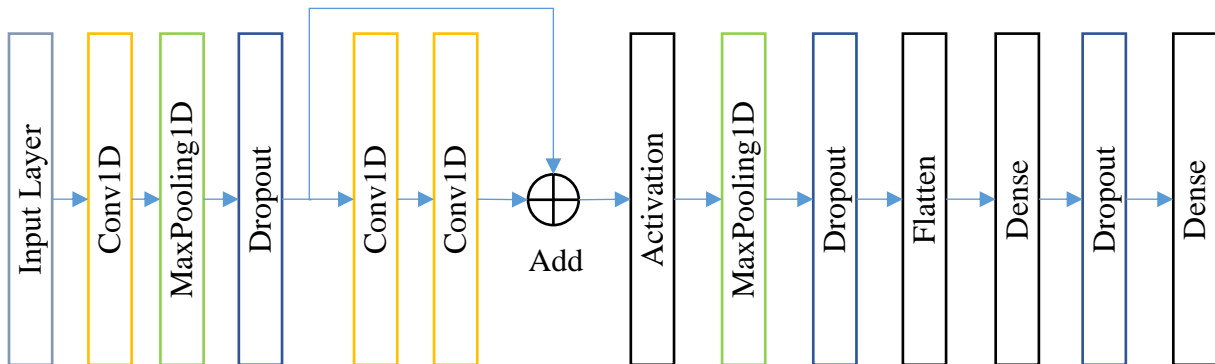 Input Layer
Conv1D
MaxPooling1D
Dropout
Conv1D
Conv1D
Add
Activation
MaxPooling1D
Dropout
Flatten
Dense
Dropout
Dense